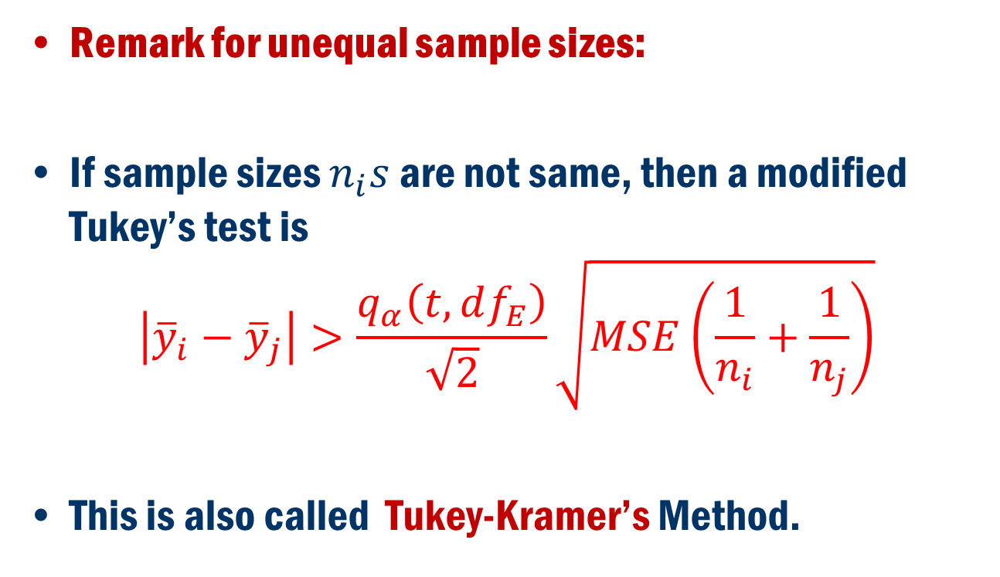 • Remark for unequal sample sizes:
• If sample sizes $n_i s$ are not same, then a modified
Tukey’s test is
$\left|\bar{y}_i - \bar{y}_j\right| > \frac{q_\alpha(t, df_E)}{\sqrt{2}} \sqrt{MSE\left(\frac{1}{n_i} + \frac{1}{n_j}\right)}$
• This is also called Tukey-Kramer’s Method.